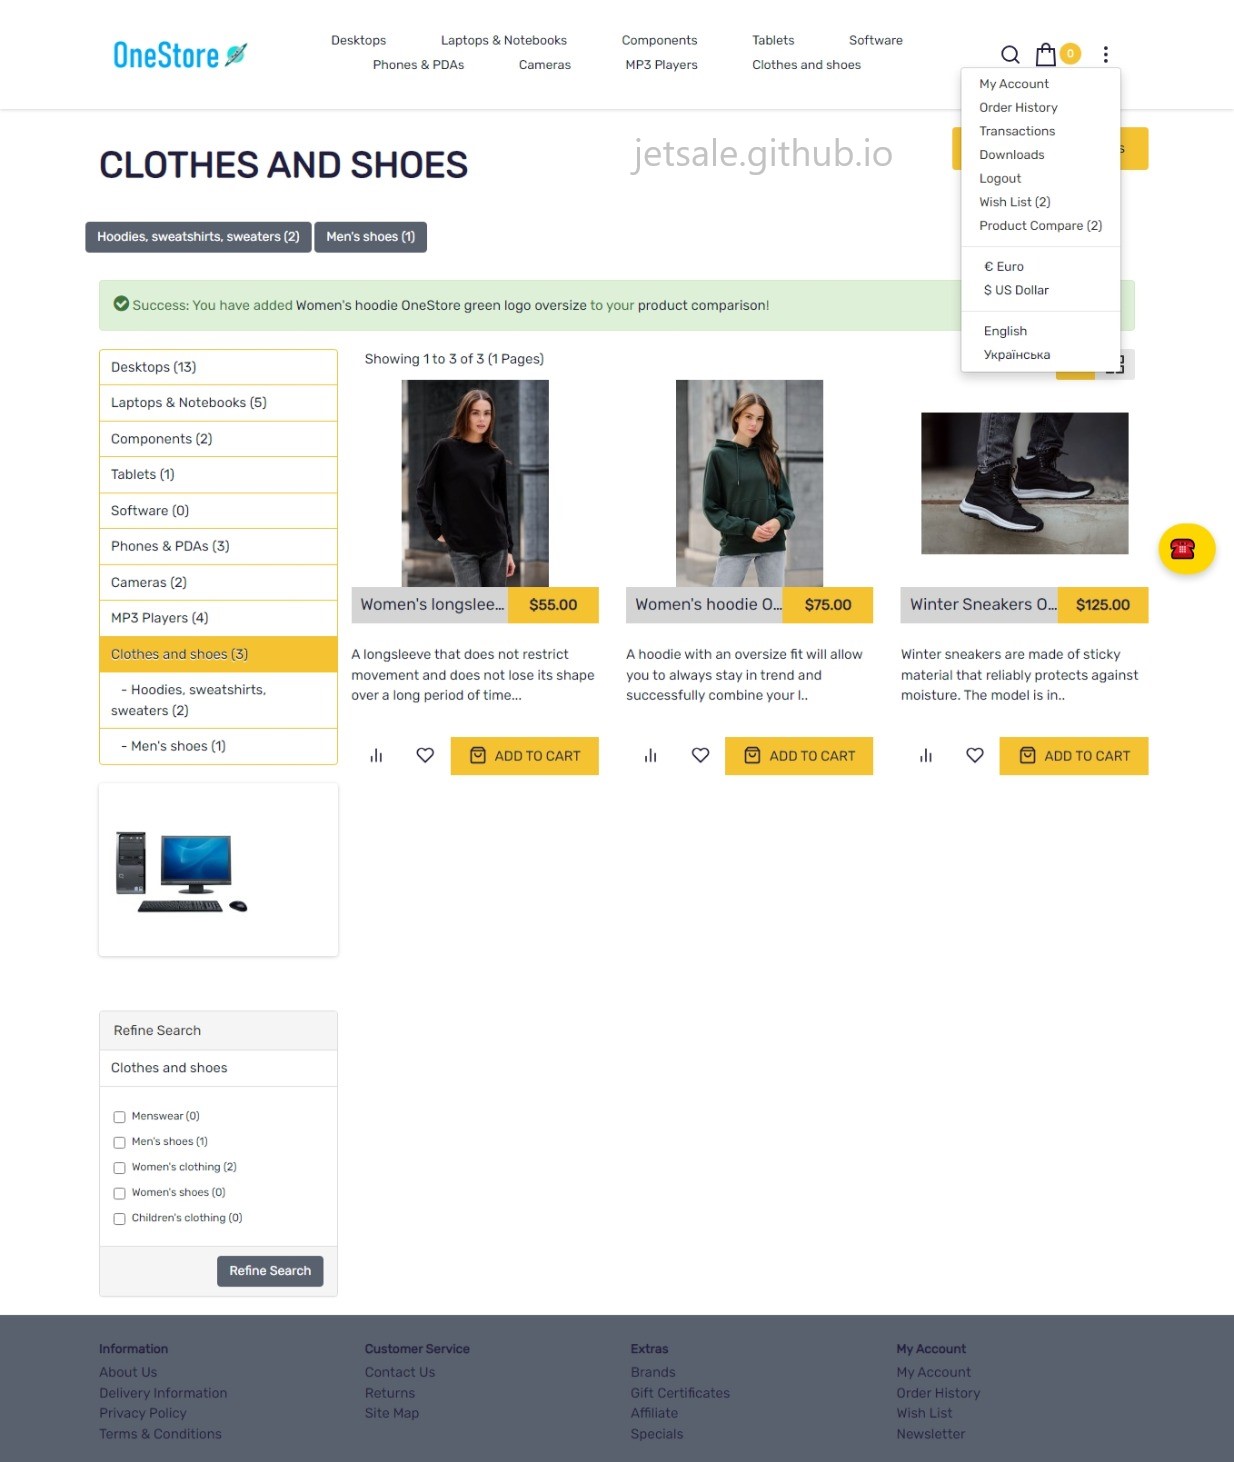 OneStore
Desktops Laptops & Notebooks Components Tablets Software
Phones & PDAs Cameras MP3 Players Clothes and shoes
0
My Account
Order History
Transactions
Downloads
Logout
Wish List (2)
Product Compare (2)
€ Euro
$ US Dollar
English
Українська
CLOTHES AND SHOES
jetsale.github.io
s
Hoodies, sweatshirts, sweaters (2) Men's shoes (1)
Success: You have added Women's hoodie OneStore green logo oversize to your product comparison!
Desktops (13)
Laptops & Notebooks (5)
Components (2)
Tablets (1)
Software (0)
Phones & PDAs (3)
Cameras (2)
MP3 Players (4)
Clothes and shoes (3)
- Hoodies, sweatshirts,
sweaters (2)
- Men's shoes (1)
Showing 1 to 3 of 3 (1 Pages)
Women's longslee... $55.00
A longsleeve that does not restrict
movement and does not lose its shape
over a long period of time...
ADD TO CART
Women's hoodie O... $75.00
A hoodie with an oversize fit will allow
you to always stay in trend and
successfully combine your l..
ADD TO CART
Winter Sneakers O... $125.00
Winter sneakers are made of sticky
material that reliably protects against
moisture. The model is in..
ADD TO CART
Refine Search
Clothes and shoes
Menswear (0)
Men's shoes (1)
Women's clothing (2)
Women's shoes (0)
Children's clothing (0)
Refine Search
Information
About Us
Delivery Information
Privacy Policy
Terms & Conditions
Customer Service
Contact Us
Returns
Site Map
Extras
Brands
Gift Certificates
Affiliate
Specials
My Account
My Account
Order History
Wish List
Newsletter